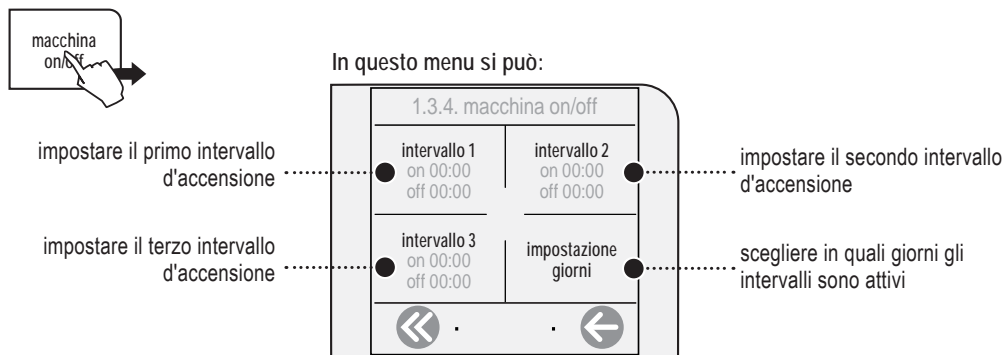 macchina
on/off
In questo menu si può:
1.3.4. macchina on/off
impostare il primo intervallo
d'accensione
intervallo 1
on 00:00
off 00:00
intervallo 2
on 00:00
off 00:00
impostare il secondo intervallo
d'accensione
impostare il terzo intervallo
d'accensione
intervallo 3
on 00:00
off 00:00
impostazione
giorni
scegliere in quali giorni gli
intervalli sono attivi